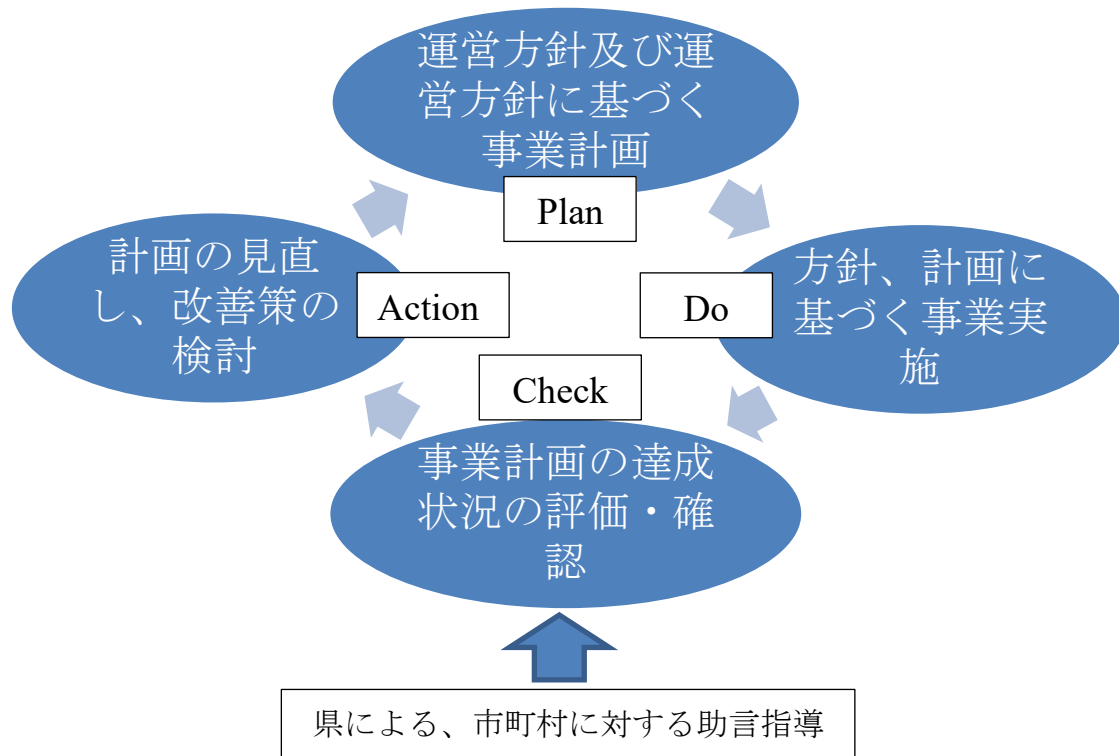 運営方針及び運
営方針に基づく
事業計画
Plan
計画の見直
し、改善策の
検討
Action
Do
方針、計画に
基づく事業実
施
Check
事業計画の達成
状況の評価・確
認
県による、市町村に対する助言指導